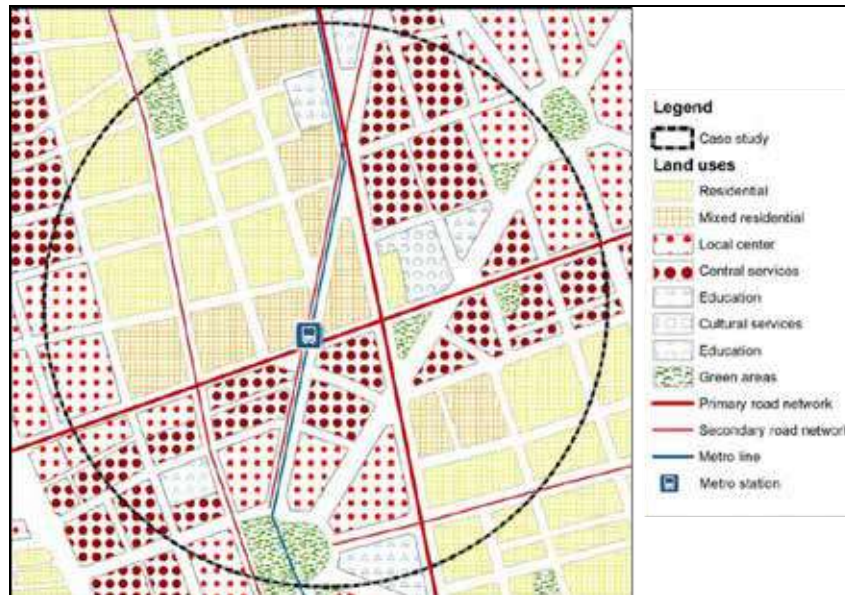 Legend
Case study
Land uses
Residential
Mixed residential
Local center
Central services
Education
Cultural services
Education
Green areas
Primary road network
Secondary road network
Metro line
Metro station